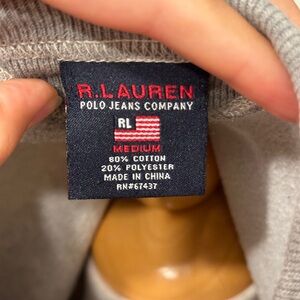 R.LAUREN
POLO JEANS COMPANY
RL
MEDIUM
80% COTTON
20% POLYESTER
MADE IN CHINA
RN#67437